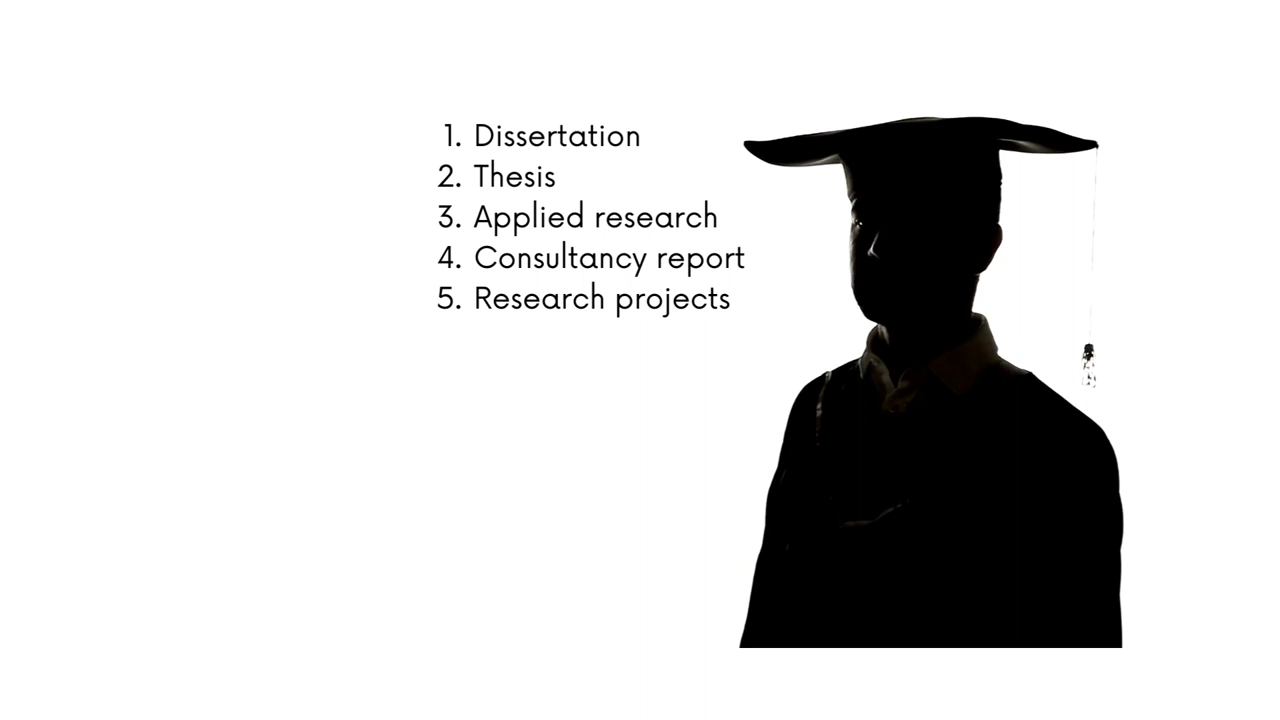 1. Dissertation
2. Thesis
3. Applied research
4. Consultancy report
5. Research projects